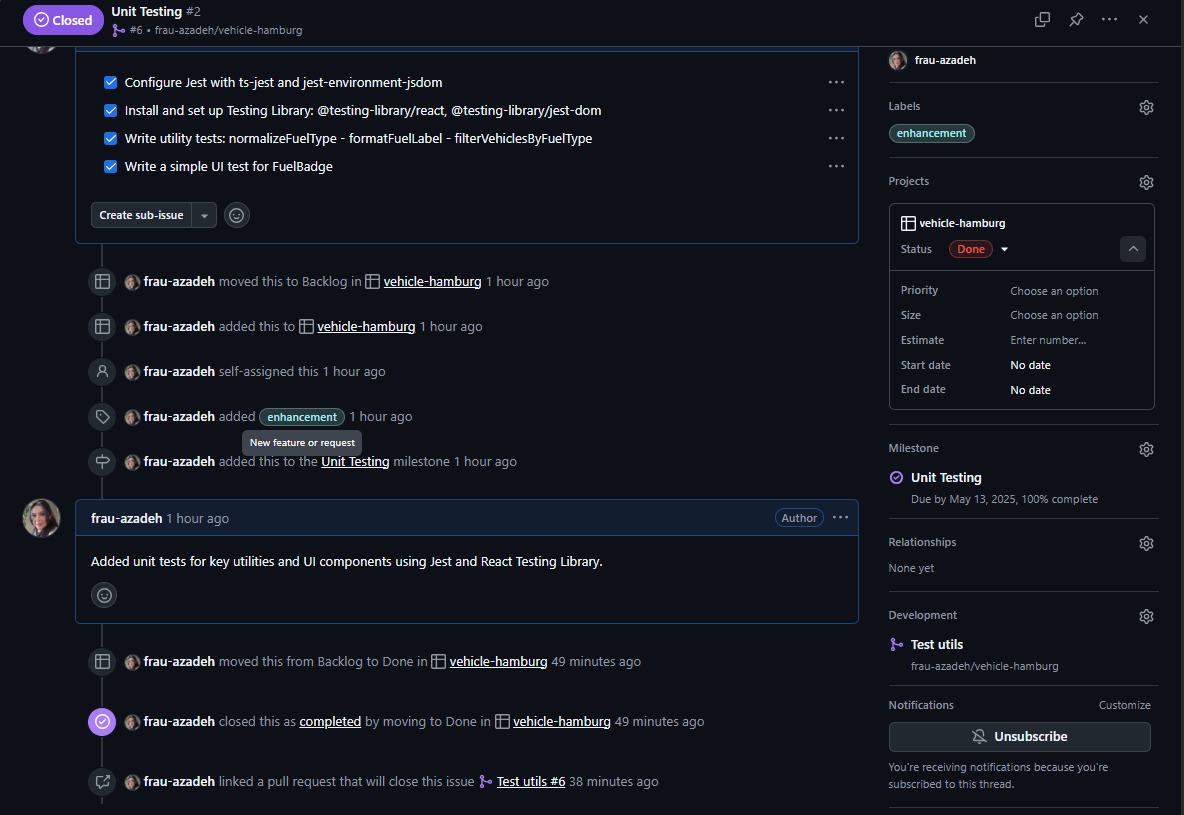 Closed
Unit Testing #2
#6 • frau-azadeh/vehicle-hamburg
Configure Jest with ts-jest and jest-environment-jsdom
Install and set up Testing Library: @testing-library/react, @testing-library/jest-dom
Write utility tests: normalizeFuelType - formatFuelLabel - filterVehiclesByFuelType
Write a simple UI test for FuelBadge
Create sub-issue
frau-azadeh moved this to Backlog in vehicle-hamburg 1 hour ago
frau-azadeh added this to vehicle-hamburg 1 hour ago
frau-azadeh self-assigned this 1 hour ago
frau-azadeh added enhancement 1 hour ago
New feature or request
frau-azadeh added this to the Unit Testing milestone 1 hour ago
frau-azadeh 1 hour ago
Author
Added unit tests for key utilities and UI components using Jest and React Testing Library.
frau-azadeh moved this from Backlog to Done in vehicle-hamburg 49 minutes ago
frau-azadeh closed this as completed by moving to Done in vehicle-hamburg 49 minutes ago
frau-azadeh linked a pull request that will close this issue Test utils #6 38 minutes ago
frau-azadeh
Labels
enhancement
Projects
vehicle-hamburg
Status Done
Priority Choose an option
Size Choose an option
Estimate Enter number...
Start date No date
End date No date
Milestone
Unit Testing
Due by May 13, 2025, 100% complete
Relationships
None yet
Development
Test utils
frau-azadeh/vehicle-hamburg
Notifications Customize
Unsubscribe
You're receiving notifications because you're
subscribed to this thread.